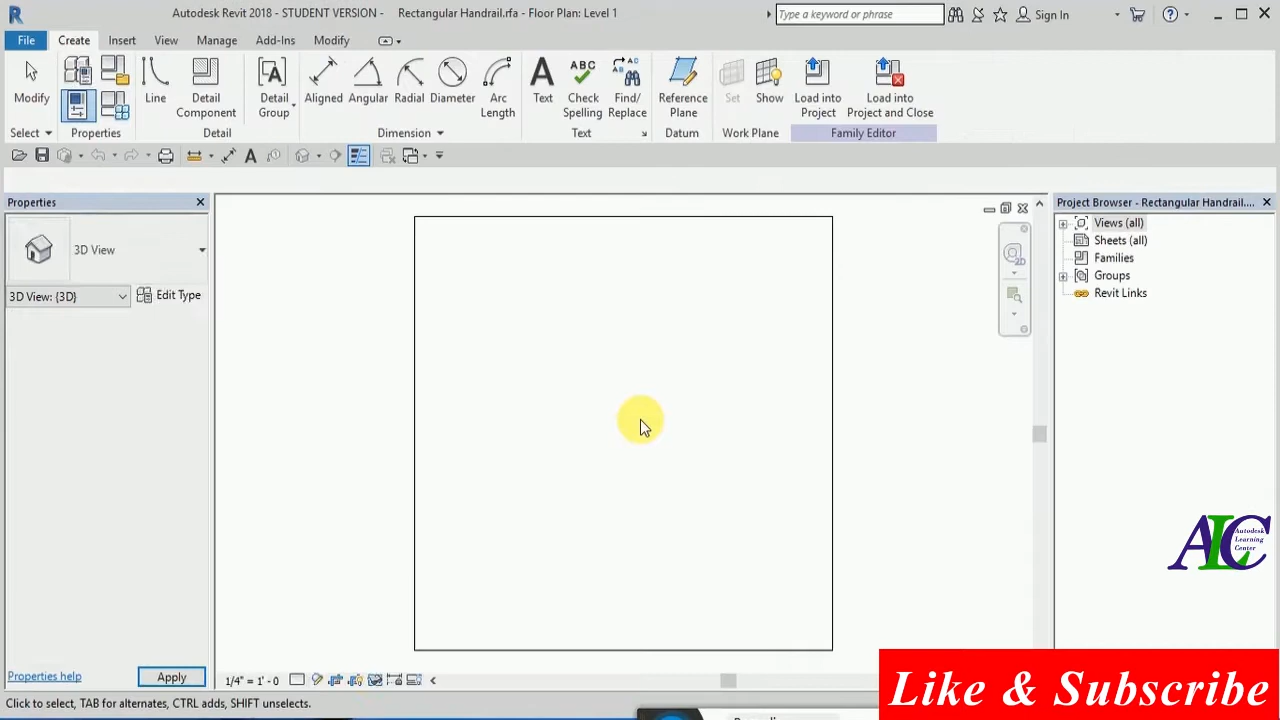 Autodesk Revit 2018 - STUDENT VERSION - Rectangular Handrail.rfa - Floor Plan: Level 1
Type a keyword or phrase
Sign In
File Create Insert View Manage Add-Ins Modify
Modify
Line
Detail Component
Detail Group
Aligned
Angular
Radial
Diameter
Arc Length
Text
Check Spelling
Find/ Replace
Reference Plane
Set
Show
Load into Project
Load into Project and Close
Select Properties Detail Dimension Text Datum Work Plane Family Editor
Properties
3D View
3D View: {3D}
Edit Type
Properties help
Apply
2D
Project Browser - Rectangular Handrail....
Views (all)
Sheets (all)
Families
Groups
Revit Links
ALC
Autodesk
Learning
Center
1/4" = 1' - 0
Click to select, TAB for alternates, CTRL adds, SHIFT unselects.
Like & Subscribe